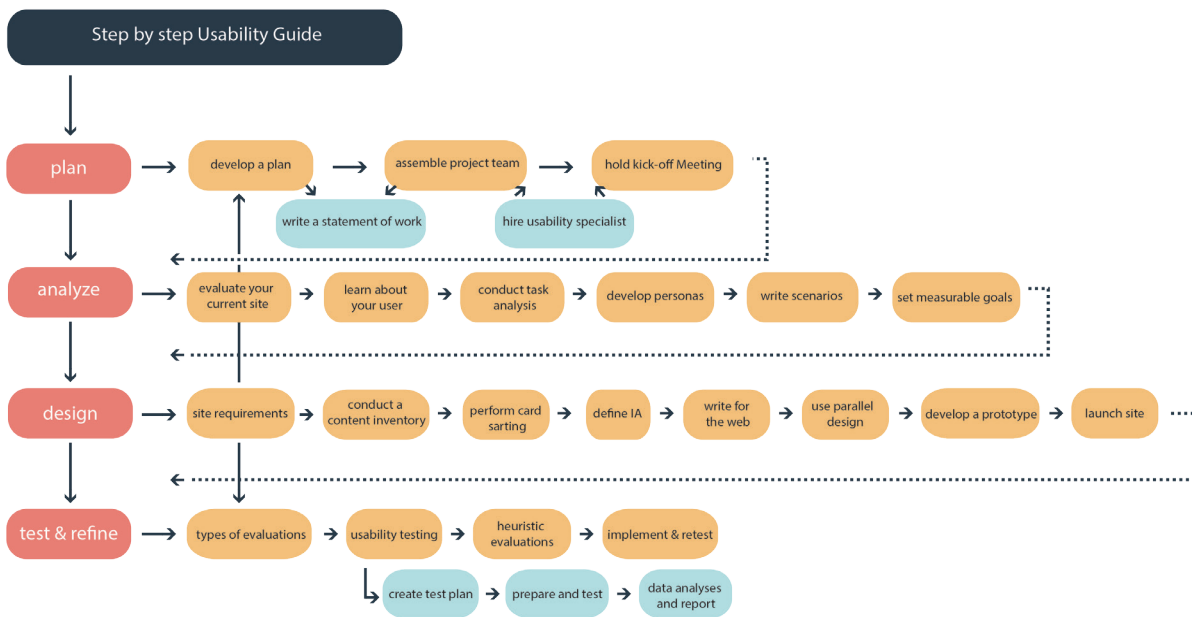 Step by step Usability Guide
plan
develop a plan
assemble project team
hold kick-off Meeting
write a statement of work
hire usability specialist
analyze
evaluate your
current site
learn about
your user
conduct task
analysis
develop personas
write scenarios
set measurable goals
design
site requirements
conduct a
content inventory
perform card
sarting
define IA
write for
the web
use parallel
design
develop a prototype
launch site
test & refine
types of evaluations
usability testing
heuristic
evaluations
implement & retest
create test plan
prepare and test
data analyses
and report